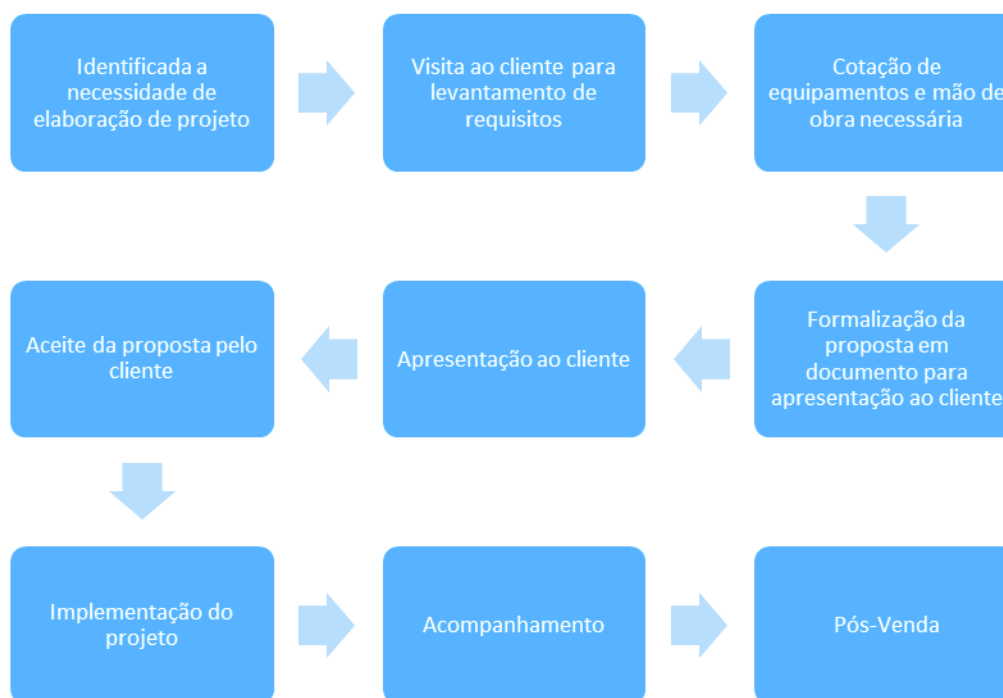 Identificada a
necessidade de
elaboração de projeto
Visita ao cliente para
levantamento de
requisitos
Cotação de
equipamentos e mão de
obra necessária
Formalização da
proposta em
documento para
apresentação ao cliente
Apresentação ao cliente
Aceite da proposta pelo
cliente
Implementação do
projeto
Acompanhamento
Pós-Venda